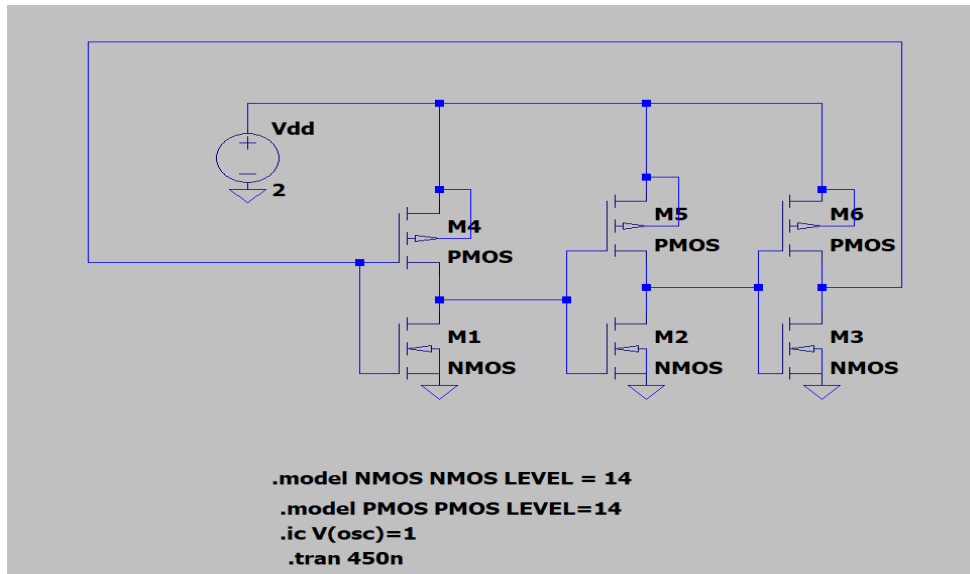 Vdd
2
M4
PMOS
M5
PMOS
M6
PMOS
M1
NMOS
M2
NMOS
M3
NMOS
.model NMOS NMOS LEVEL = 14
.model PMOS PMOS LEVEL=14
.ic V(osc)=1
.tran 450n